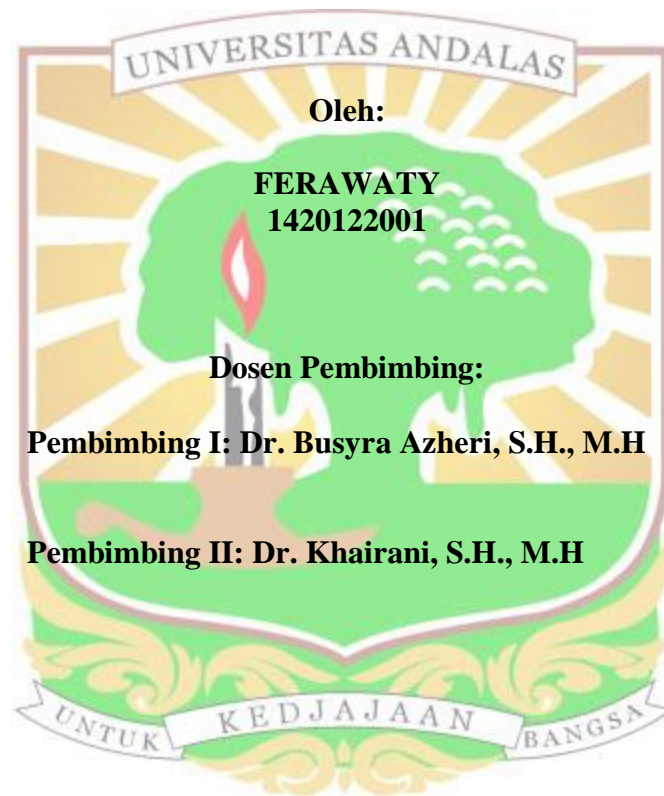 UNIVERSITAS ANDALAS
Oleh:
FERAWATY
1420122001
Dosen Pembimbing:
Pembimbing I: Dr. Busyra Azheri, S.H., M.H
Pembimbing II: Dr. Khairani, S.H., M.H
UNTUK KEDJAJAAN BANGSA